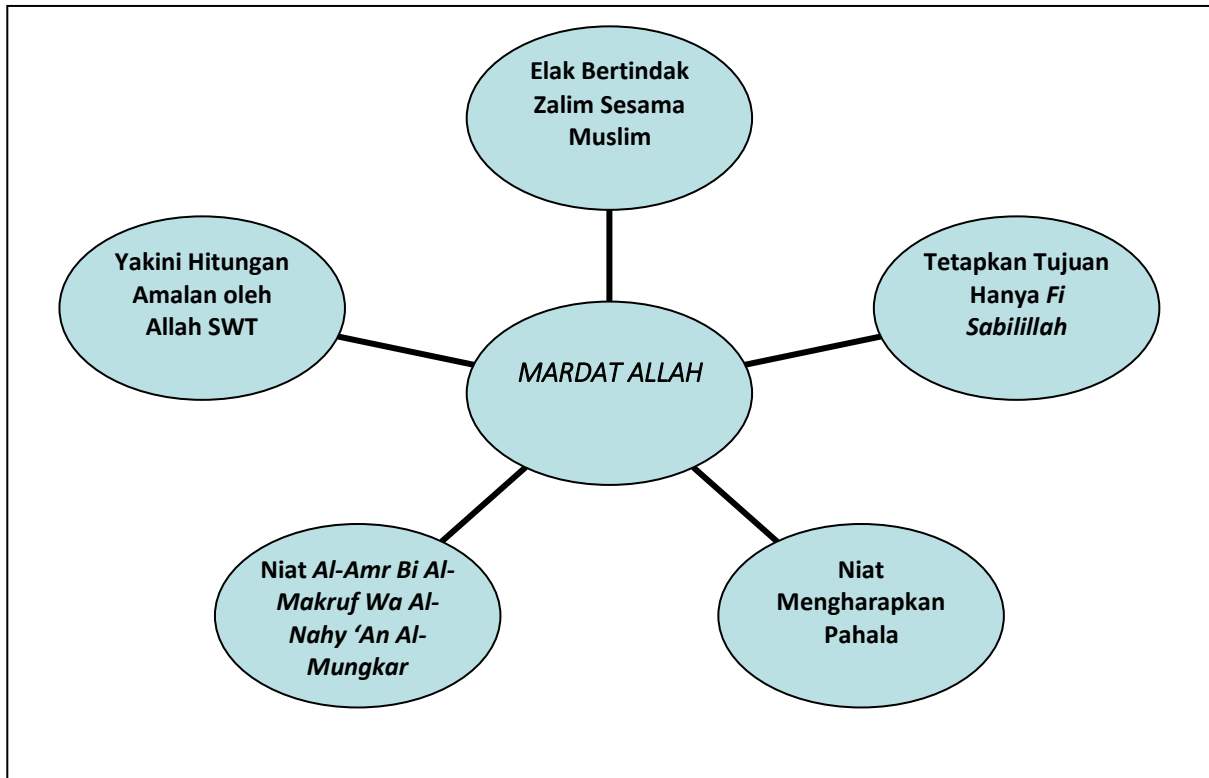 Elak Bertindak
Zalim Sesama
Muslim
Yakini Hitungan
Amalan oleh
Allah SWT
Tetapkan Tujuan
Hanya Fi
Sabilillah
MARDAT ALLAH
Niat Al-Amr Bi Al-
Makruf Wa Al-
Nahy ‘An Al-
Mungkar
Niat
Mengharapkan
Pahala